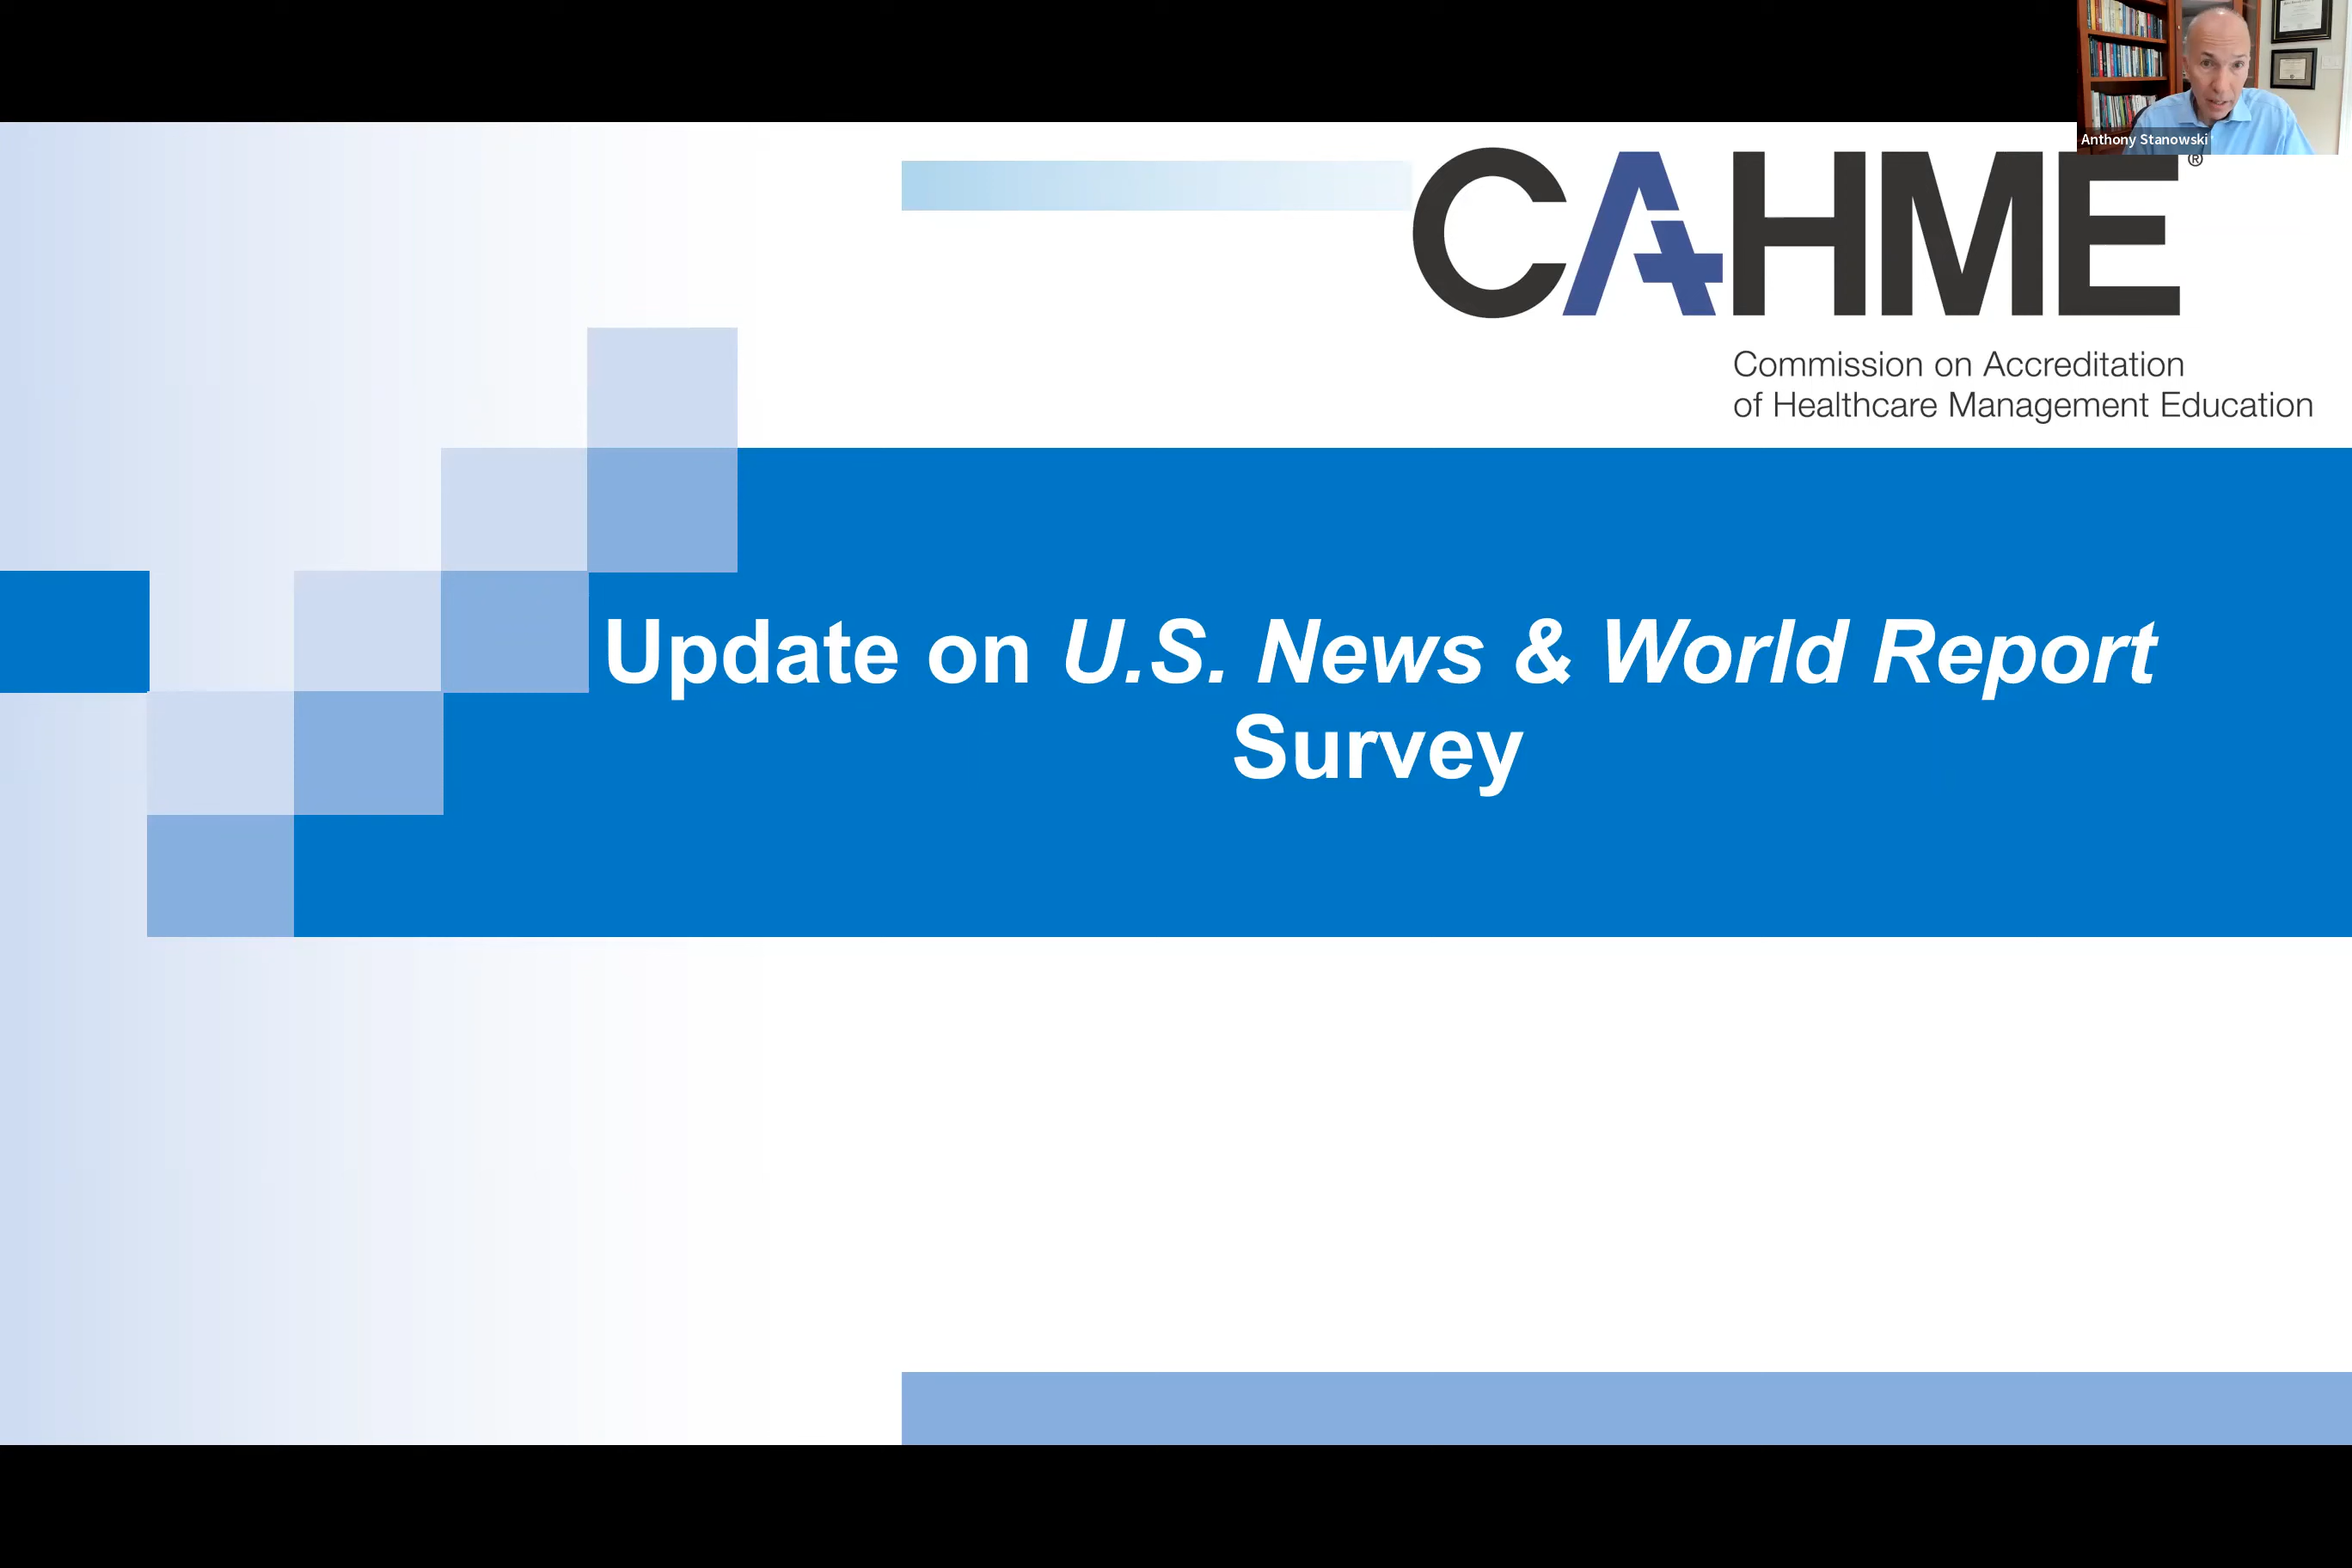 Anthony Stanowski
CAHME®
Commission on Accreditation
of Healthcare Management Education
Update on U.S. News & World Report
Survey